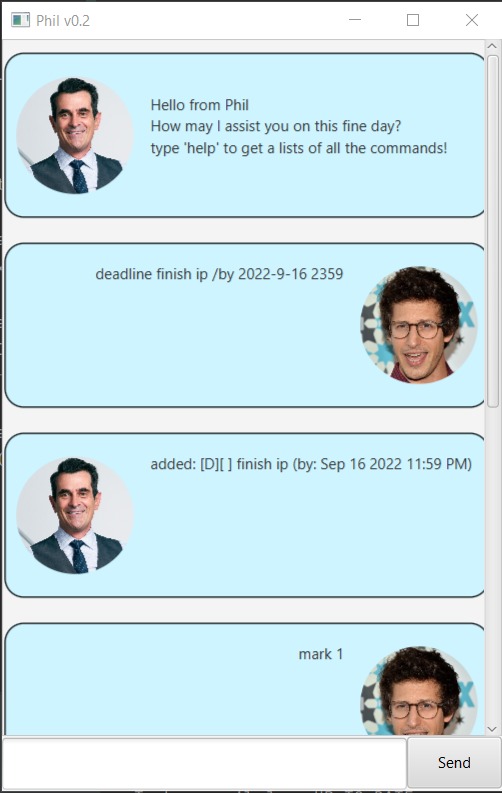 Phil v0.2
Hello from Phil
How may I assist you on this fine day?
type 'help' to get a lists of all the commands!
deadline finish ip /by 2022-9-16 2359
added: [D][ ] finish ip (by: Sep 16 2022 11:59 PM)
mark 1
Send